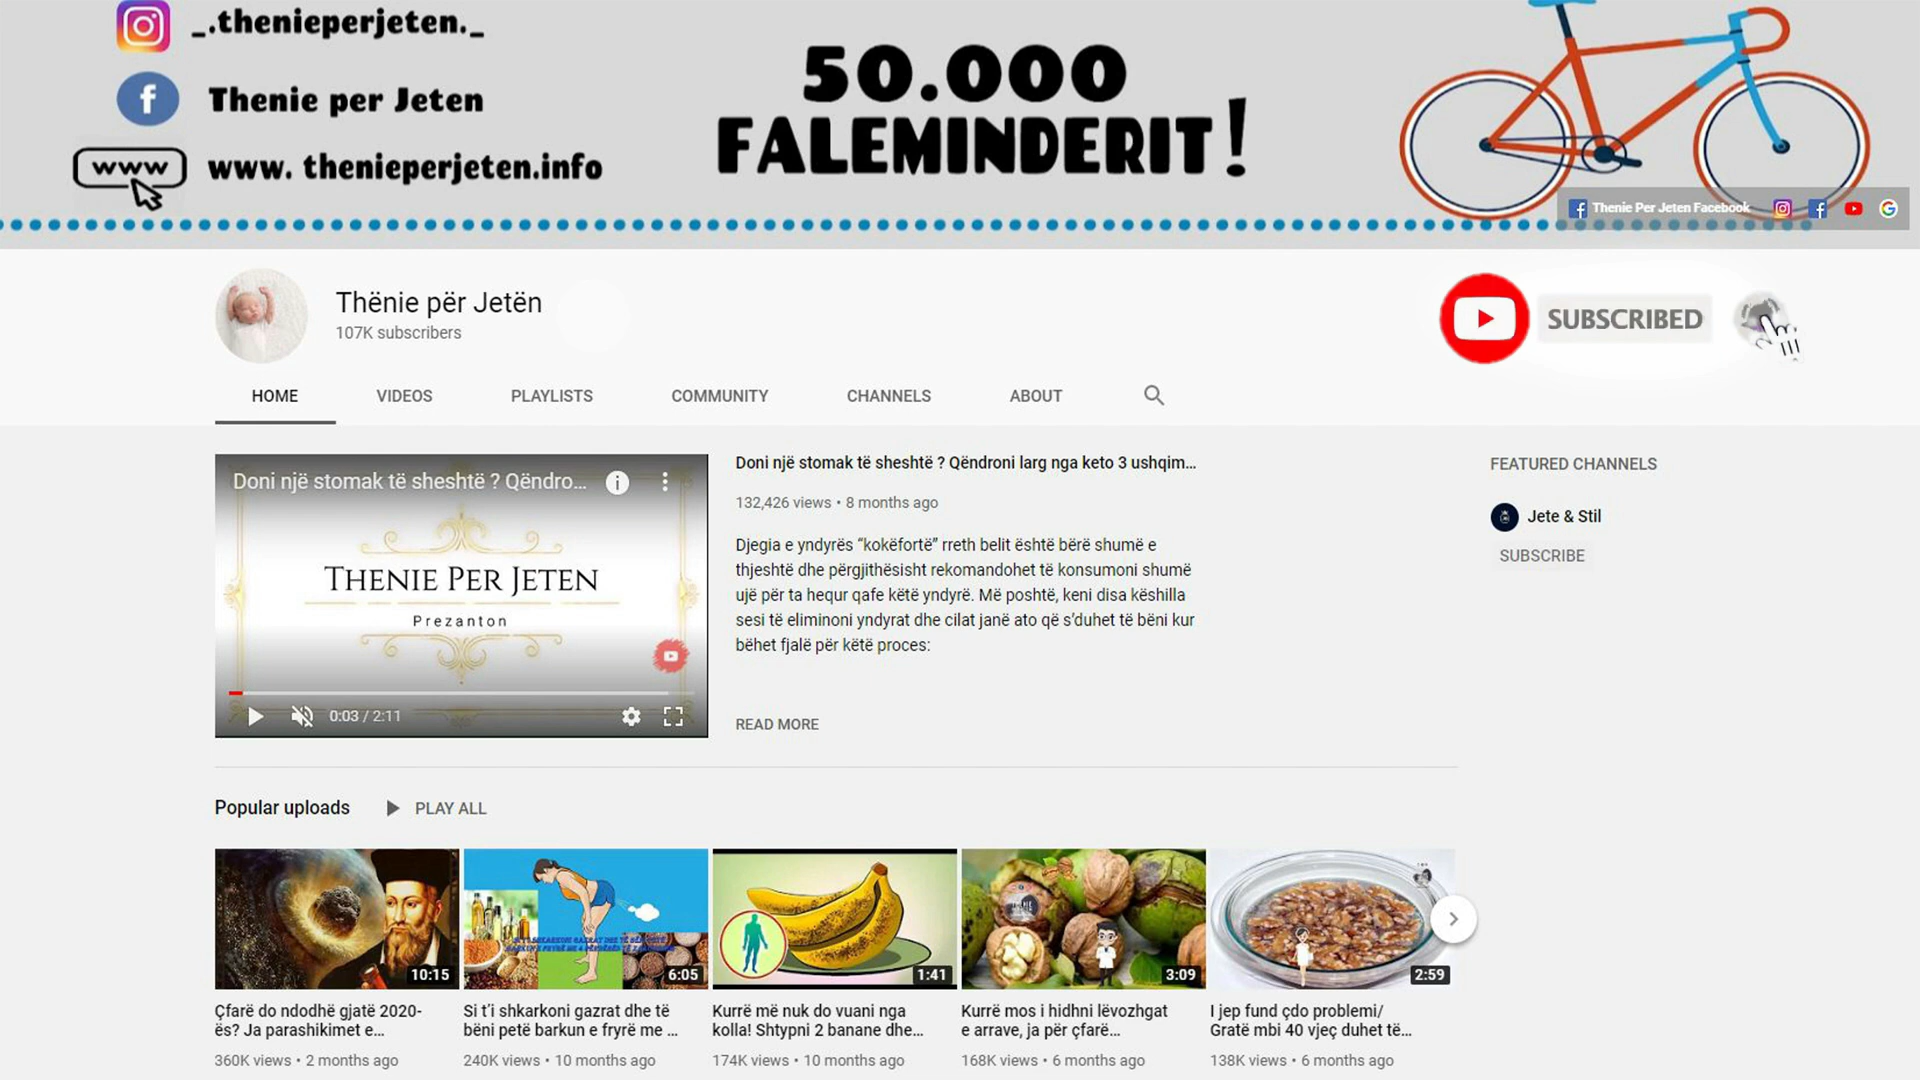 _.thenieperjeten._
Thenie per Jeten
www
www. thenieperjeten.info
50.000
FALEMINDERIT!
Thenie Per Jeten Facebook
Thënie për Jetën
107K subscribers
SUBSCRIBED
HOME
VIDEOS
PLAYLISTS
COMMUNITY
CHANNELS
ABOUT
Doni një stomak të sheshtë ? Qëndro...
THENIE PER JETEN
Prezanton
0:03 / 2:11
Doni një stomak të sheshtë ? Qëndroni larg nga keto 3 ushqim...
132,426 views • 8 months ago
Djegia e yndyrës “kokëfortë” rreth belit është bërë shumë e
thjeshtë dhe përgjithësisht rekomandohet të konsumoni shumë
ujë për ta hequr qafe këtë yndyrë. Më poshtë, keni disa këshilla
sesi të eliminoni yndyrat dhe cilat janë ato që s’duhet të bëni kur
bëhet fjalë për këtë proces:
READ MORE
FEATURED CHANNELS
Jete & Stil
SUBSCRIBE
Popular uploads
PLAY ALL
10:15
Çfarë do ndodhë gjatë 2020-
ës? Ja parashikimet e...
360K views • 2 months ago
6:05
Si t’i shkarkoni gazrat dhe të
bëni petë barkun e fryrë me ...
240K views • 10 months ago
1:41
Kurrë më nuk do vuani nga
kolla! Shtypni 2 banane dhe...
174K views • 10 months ago
3:09
Kurrë mos i hidhni lëvozhgat
e arrave, ja për çfarë...
168K views • 6 months ago
2:59
I jep fund çdo problemi/
Gratë mbi 40 vjeç duhet të...
138K views • 6 months ago